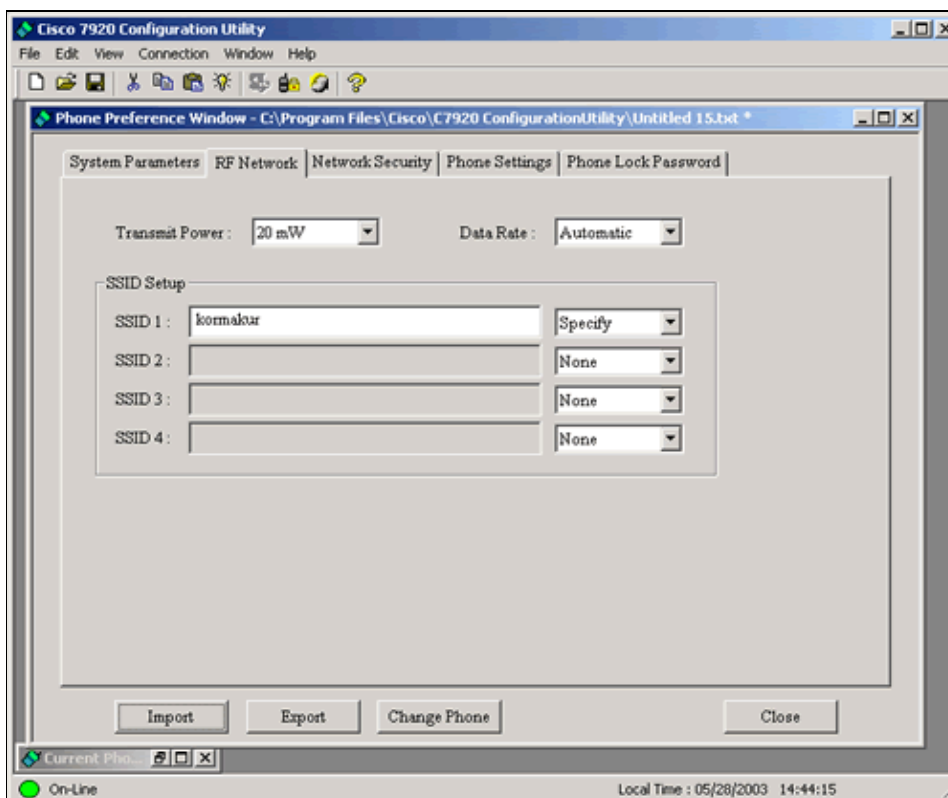 Cisco 7920 Configuration Utility
File Edit View Connection Window Help
Phone Preference Window - C:\Program Files\Cisco\C7920 ConfigurationUtility\Untitled 15.txt *
System Parameters RF Network Network Security Phone Settings Phone Lock Password
Transmit Power : 20 mW Data Rate : Automatic
SSID Setup
SSID 1 : kormakur Specify
SSID 2 : None
SSID 3 : None
SSID 4 : None
Import Export Change Phone Close
Current Pho...
On-Line Local Time : 05/28/2003 14:44:15